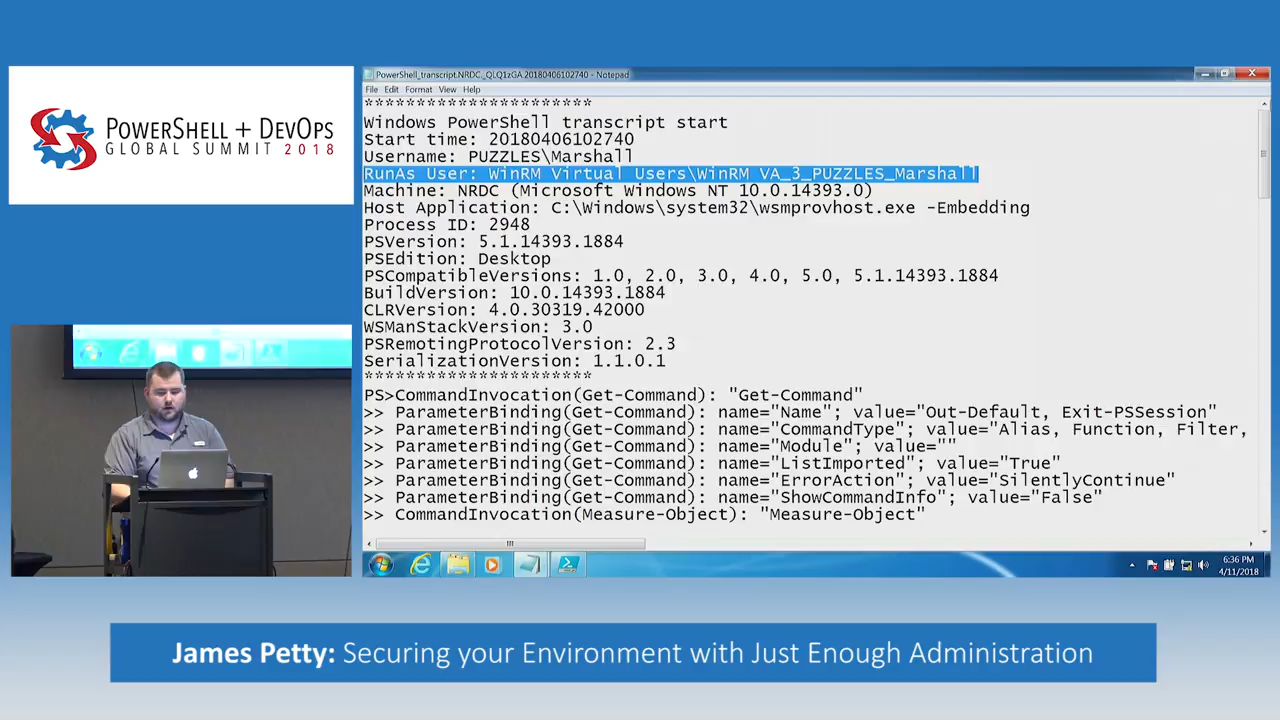 POWERSHELL + DEVOPS
GLOBAL SUMMIT 2018
PowerShell_transcript.NRDC._QLQ1zGA.20180406102740 - Notepad
File Edit Format View Help
**********************
Windows PowerShell transcript start
Start time: 20180406102740
Username: PUZZLES\Marshall
RunAs User: WinRM Virtual Users\WinRM VA_3_PUZZLES_Marshall
Machine: NRDC (Microsoft Windows NT 10.0.14393.0)
Host Application: C:\Windows\system32\wsmprovhost.exe -Embedding
Process ID: 2948
PSVersion: 5.1.14393.1884
PSEdition: Desktop
PSCompatibleVersions: 1.0, 2.0, 3.0, 4.0, 5.0, 5.1.14393.1884
BuildVersion: 10.0.14393.1884
CLRVersion: 4.0.30319.42000
WSManStackVersion: 3.0
PSRemotingProtocolVersion: 2.3
SerializationVersion: 1.1.0.1
**********************
PS>CommandInvocation(Get-Command): "Get-Command"
>> ParameterBinding(Get-Command): name="Name"; value="Out-Default, Exit-PSSession"
>> ParameterBinding(Get-Command): name="CommandType"; value="Alias, Function, Filter,
>> ParameterBinding(Get-Command): name="Module"; value=""
>> ParameterBinding(Get-Command): name="ListImported"; value="True"
>> ParameterBinding(Get-Command): name="ErrorAction"; value="SilentlyContinue"
>> ParameterBinding(Get-Command): name="ShowCommandInfo"; value="False"
>> CommandInvocation(Measure-Object): "Measure-Object"
6:36 PM
4/11/2018
James Petty: Securing your Environment with Just Enough Administration